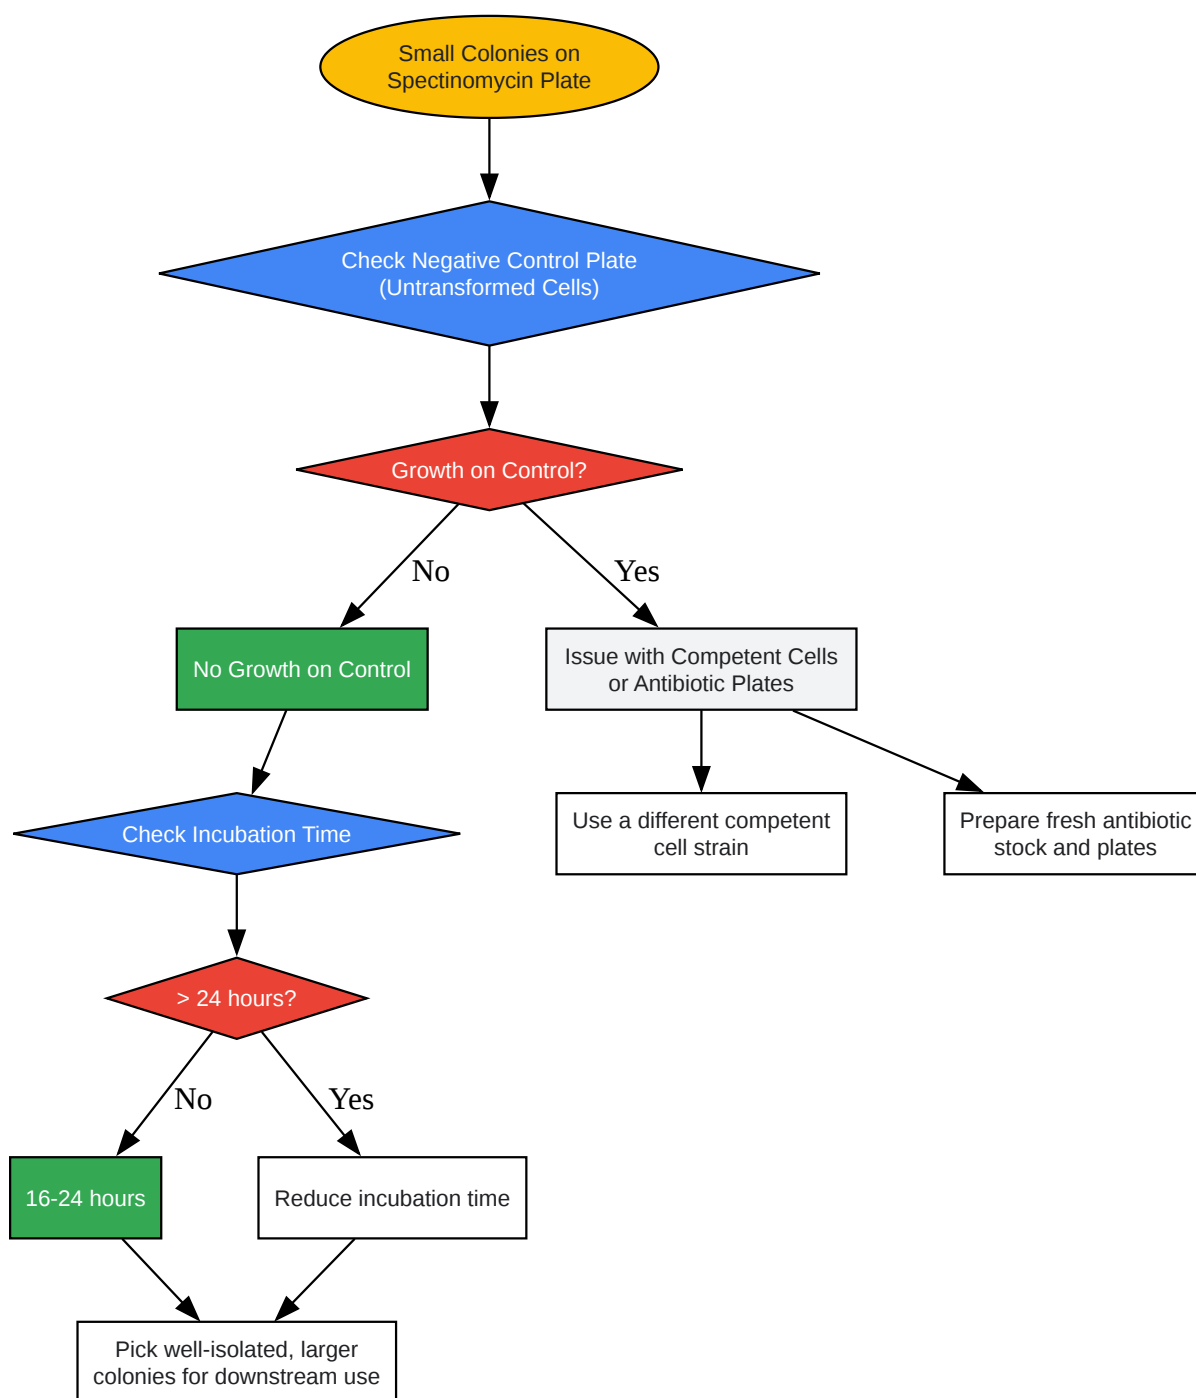 Small Colonies on
Spectinomycin Plate
Check Negative Control Plate
(Untransformed Cells)
Growth on Control?
No
Yes
No Growth on Control
Issue with Competent Cells
or Antibiotic Plates
Check Incubation Time
Use a different competent
cell strain
Prepare fresh antibiotic
stock and plates
> 24 hours?
No
Yes
16-24 hours
Reduce incubation time
Pick well-isolated, larger
colonies for downstream use